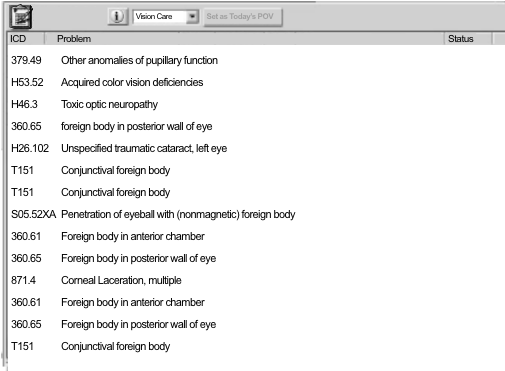 Vision Care Set as Today's POV
ICD Problem Status
379.49 Other anomalies of pupillary function
H53.52 Acquired color vision deficiencies
H46.3 Toxic optic neuropathy
360.65 foreign body in posterior wall of eye
H26.102 Unspecified traumatic cataract, left eye
T151 Conjunctival foreign body
T151 Conjunctival foreign body
S05.52XA Penetration of eyeball with (nonmagnetic) foreign body
360.61 Foreign body in anterior chamber
360.65 Foreign body in posterior wall of eye
871.4 Corneal Laceration, multiple
360.61 Foreign body in anterior chamber
360.65 Foreign body in posterior wall of eye
T151 Conjunctival foreign body